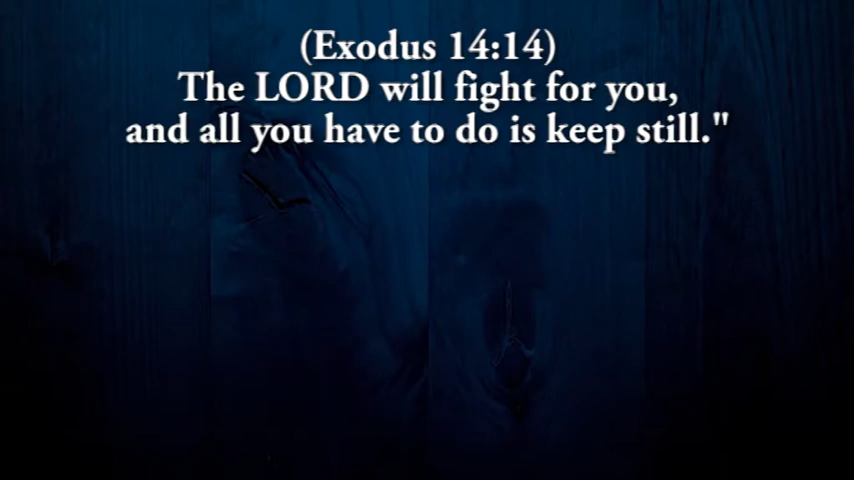 (Exodus 14:14)
The LORD will fight for you,
and all you have to do is keep still."